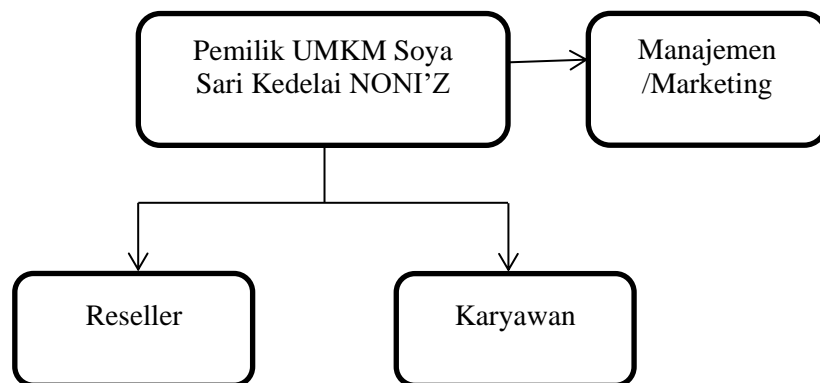 Pemilik UMKM Soya
Sari Kedelai NONI’Z
Manajemen
/Marketing
Reseller
Karyawan